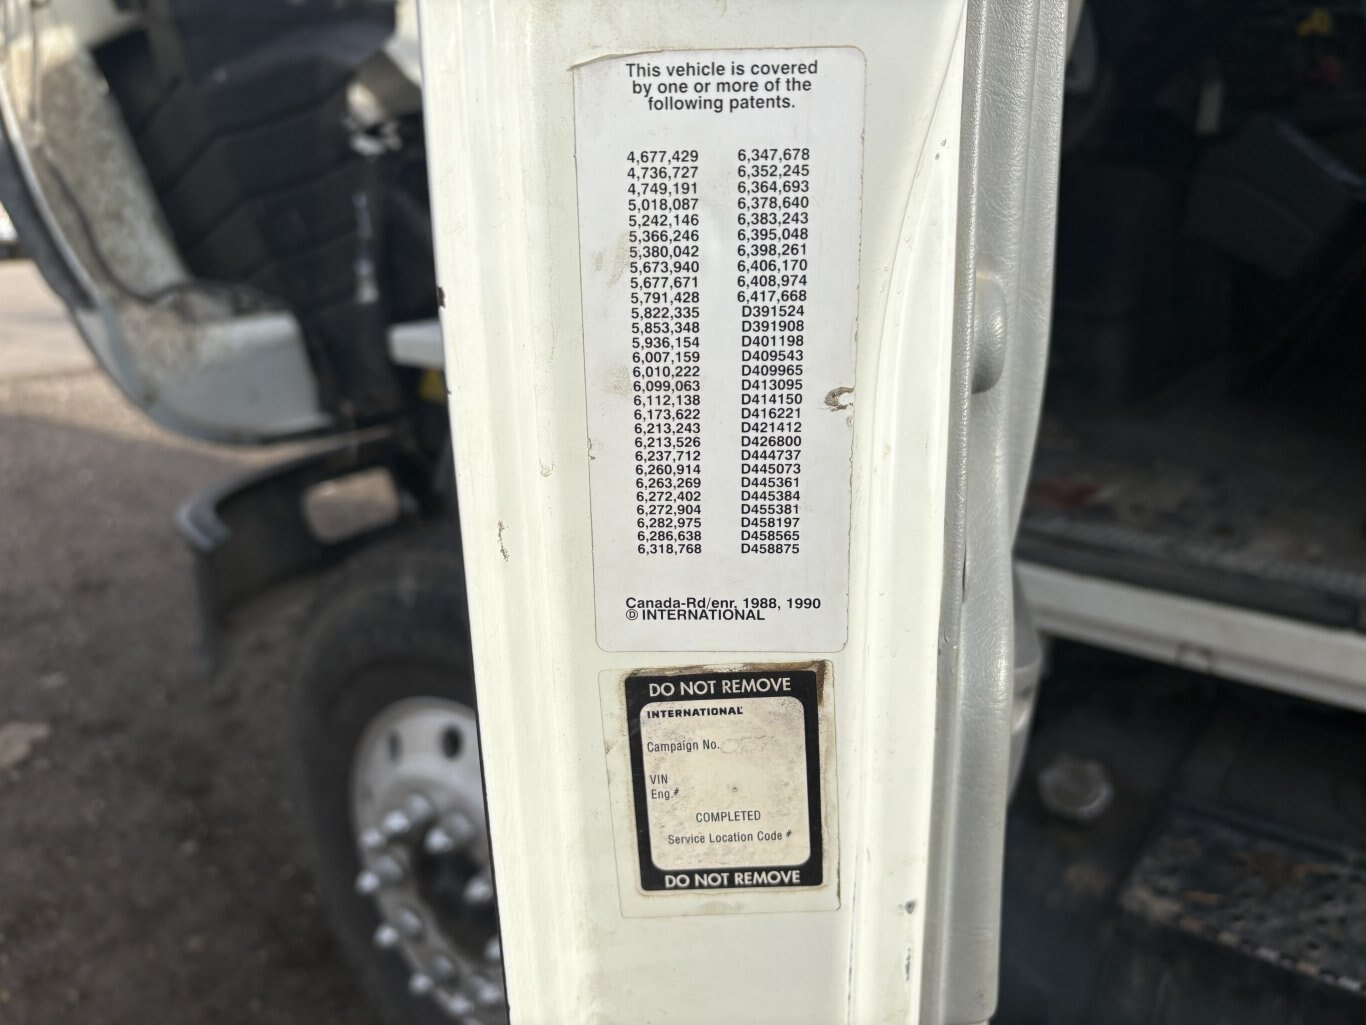 This vehicle is covered
by one or more of the
following patents.
4,677,429 6,347,678
4,736,727 6,352,245
4,749,191 6,364,693
5,018,087 6,378,640
5,242,146 6,383,243
5,366,246 6,395,048
5,380,042 6,398,261
5,673,940 6,406,170
5,677,671 6,408,974
5,791,428 6,417,668
5,822,335 D391524
5,853,348 D391908
5,936,154 D401198
6,007,159 D409543
6,010,222 D409965
6,099,063 D413095
6,112,138 D414150
6,173,622 D416221
6,213,243 D421412
6,213,526 D426800
6,237,712 D444737
6,260,914 D445073
6,263,269 D445361
6,272,402 D445384
6,272,904 D455381
6,282,975 D458197
6,286,638 D458565
6,318,768 D458875
Canada-Rd/enr. 1988, 1990
Ⓓ INTERNATIONAL
DO NOT REMOVE
INTERNATIONAL
Campaign No.
VIN
Eng.#
COMPLETED
Service Location Code #
DO NOT REMOVE